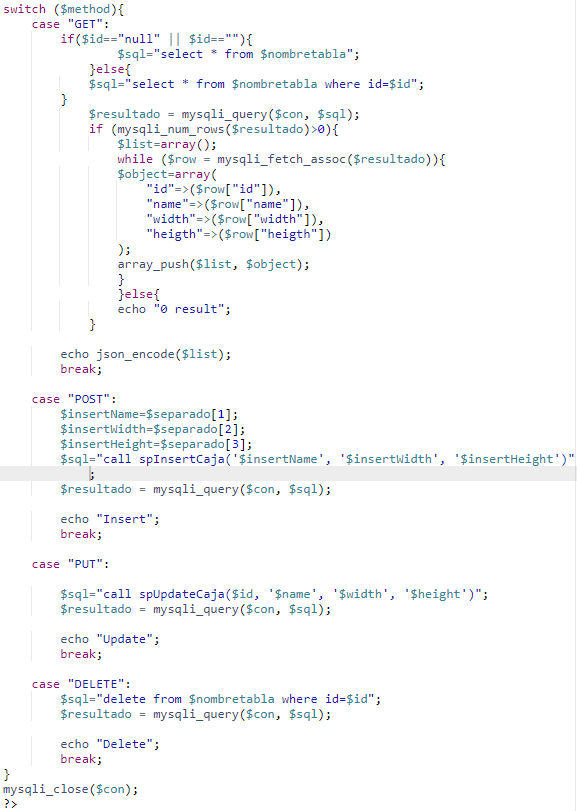 switch ($method){
case "GET":
if($id=="null" || $id==""){
$sql="select * from $nombretabla";
}else{
$sql="select * from $nombretabla where id=$id";
}
$resultado = mysqli_query($con, $sql);
if (mysqli_num_rows($resultado)>0){
$list=array();
while ($row = mysqli_fetch_assoc($resultado)){
$object=array(
"id"=>($row["id"]),
"name"=>($row["name"]),
"width"=>($row["width"]),
"heigth"=>($row["heigth"])
);
array_push($list, $object);
}
}else{
echo "0 result";
}
echo json_encode($list);
break;
case "POST":
$insertName=$separado[1];
$insertWidth=$separado[2];
$insertHeight=$separado[3];
$sql="call spInsertCaja('$insertName', '$insertWidth', '$insertHeight')"
;
$resultado = mysqli_query($con, $sql);
echo "Insert";
break;
case "PUT":
$sql="call spUpdateCaja($id, '$name', '$width', '$height')";
$resultado = mysqli_query($con, $sql);
echo "Update";
break;
case "DELETE":
$sql="delete from $nombretabla where id=$id";
$resultado = mysqli_query($con, $sql);
echo "Delete";
break;
}
mysqli_close($con);
?>